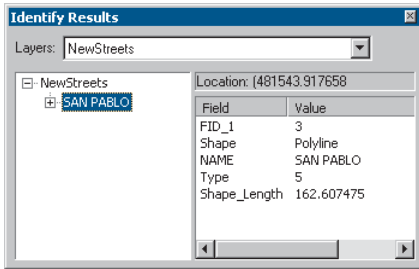 Identify Results
Layers: NewStreets
NewStreets
SAN PABLO
Location: (481543.917658
Field Value
FID_1 3
Shape Polyline
NAME SAN PABLO
Type 5
Shape_Length 162.607475